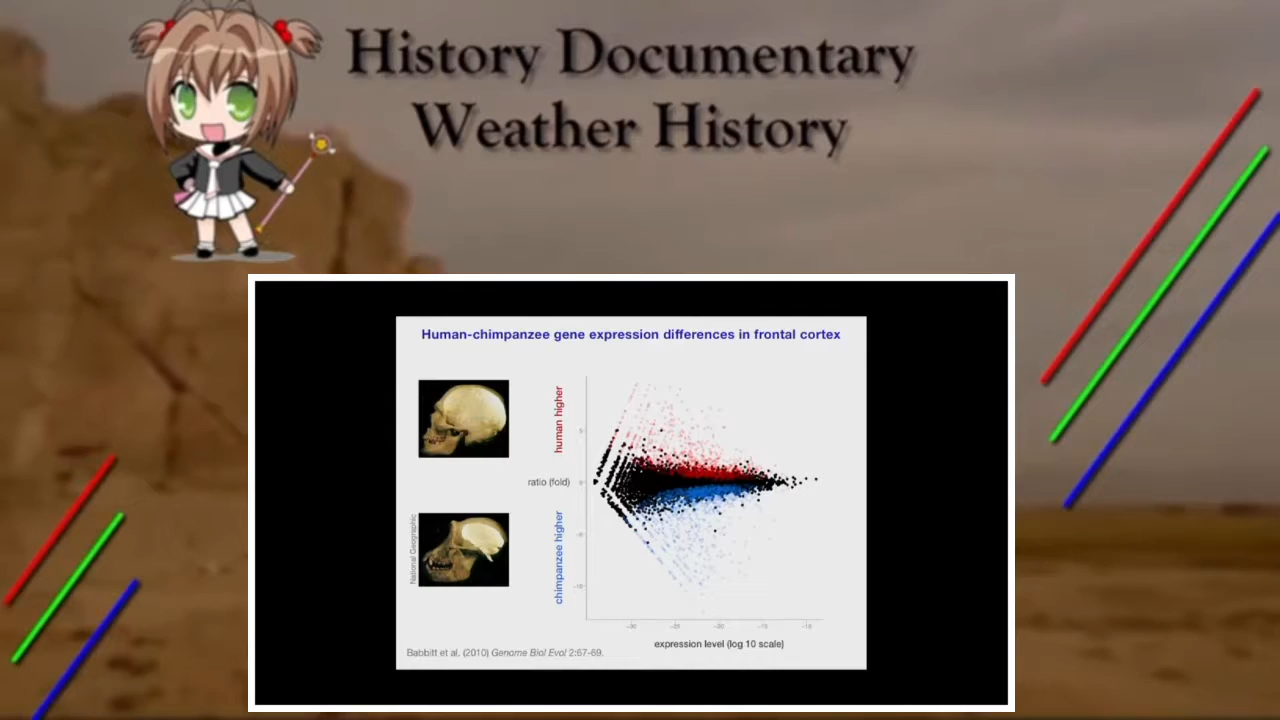 History Documentary
Weather History
Human-chimpanzee gene expression differences in frontal cortex
human higher
ratio (fold)
chimpanzee higher
National Geographic
expression level (log 10 scale)
Babbitt et al. (2010) Genome Biol Evol 2:67-69.